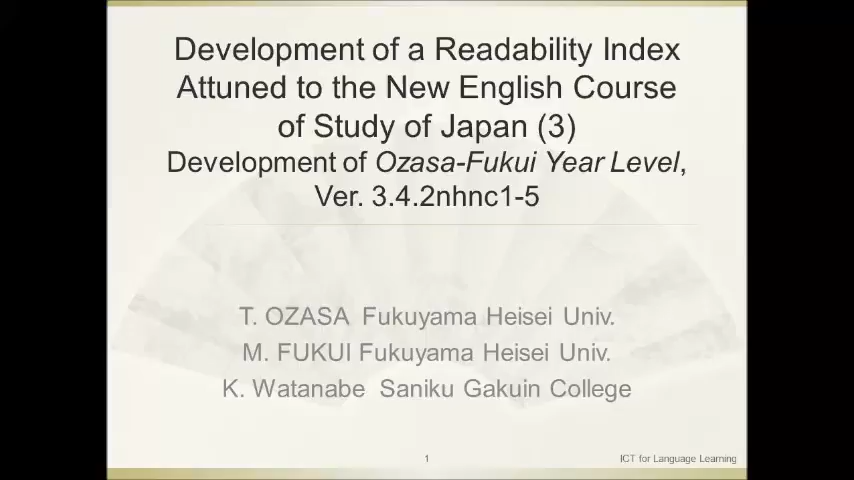 Development of a Readability Index
Attuned to the New English Course
of Study of Japan (3)
Development of Ozasa-Fukui Year Level,
Ver. 3.4.2nhnc1-5
T. OZASA Fukuyama Heisei Univ.
M. FUKUI Fukuyama Heisei Univ.
K. Watanabe Saniku Gakuin College
1
ICT for Language Learning